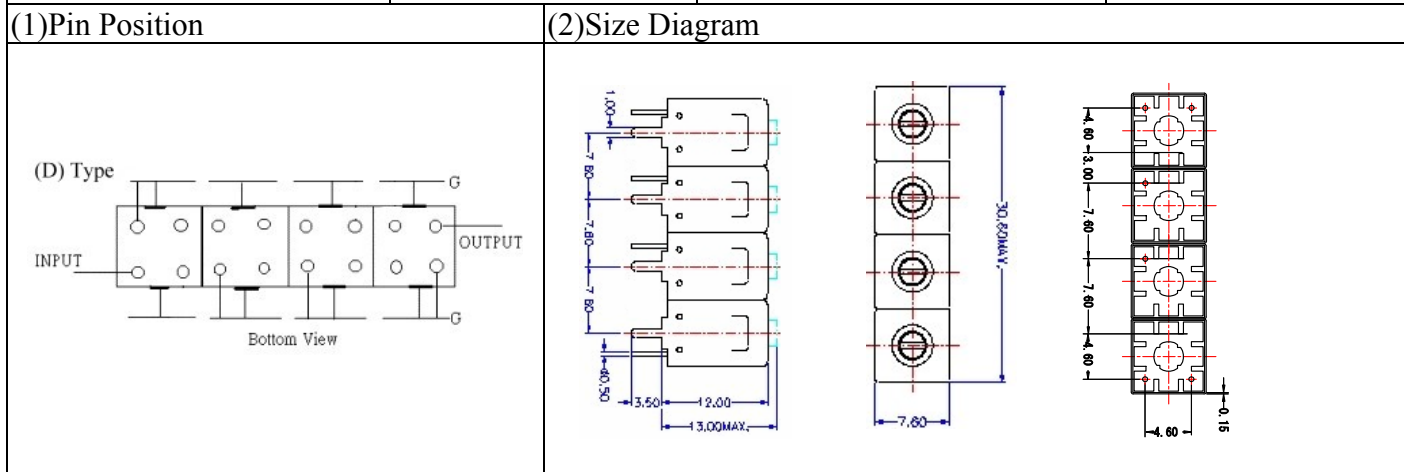 (1)Pin Position
(2)Size Diagram
(D) Type
G
INPUT
OUTPUT
G
Bottom View
1.00
7.80
7.80
7.80
Φ0.50
3.50
12.00
13.00MAX.
30.80MAX.
7.60
4.60
3.00
7.60
7.60
4.60
4.60
0.15